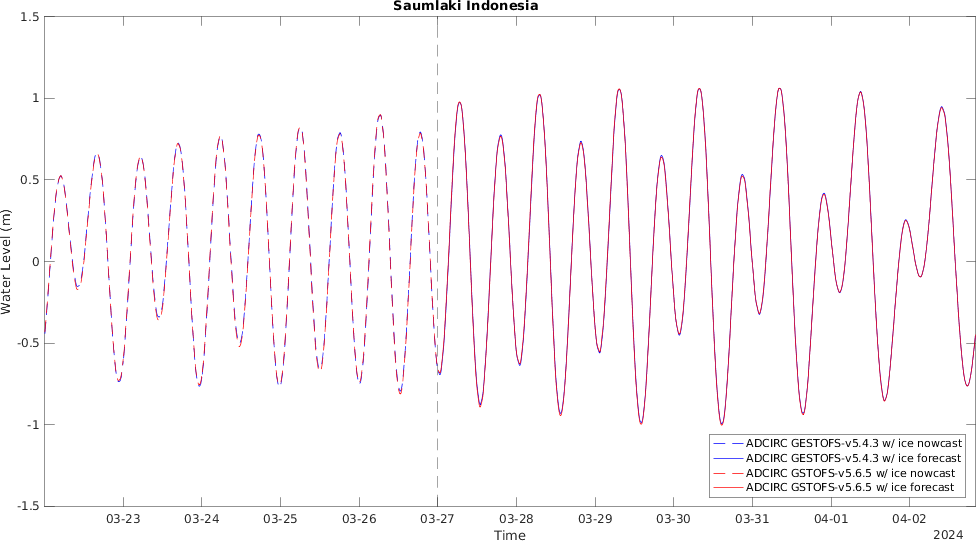 Saumlaki Indonesia
1.5
1
0.5
0
-0.5
-1
-1.5
Water Level (m)
ADCIRC GESTOFS-v5.4.3 w/ ice nowcast
ADCIRC GESTOFS-v5.4.3 w/ ice forecast
ADCIRC GSTOFS-v5.6.5 w/ ice nowcast
ADCIRC GSTOFS-v5.6.5 w/ ice forecast
03-23 03-24 03-25 03-26 03-27 03-28 03-29 03-30 03-31 04-01 04-02
Time
2024